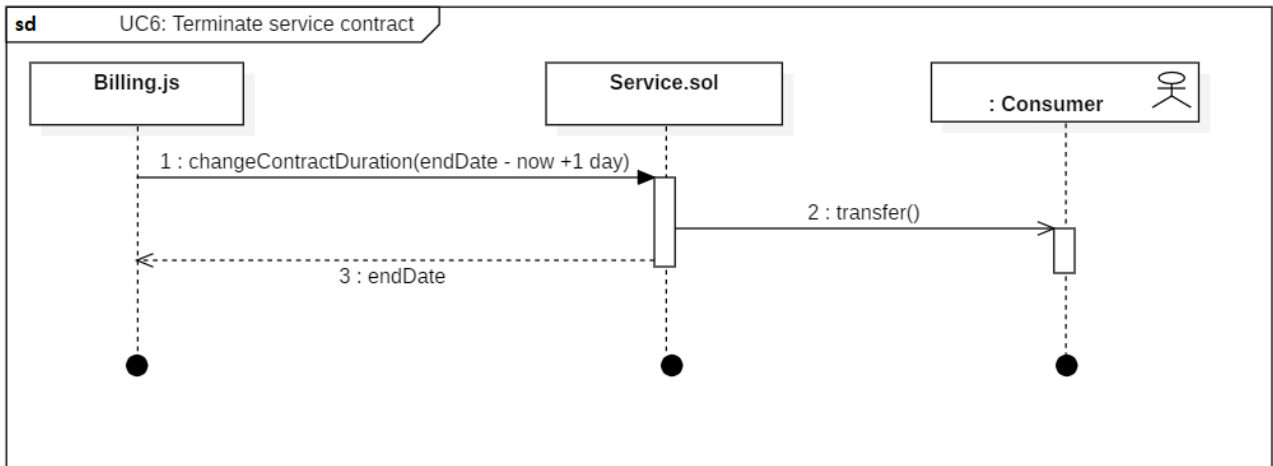 sd UC6: Terminate service contract
Billing.js
Service.sol
: Consumer
1 : changeContractDuration(endDate - now +1 day)
2 : transfer()
3 : endDate